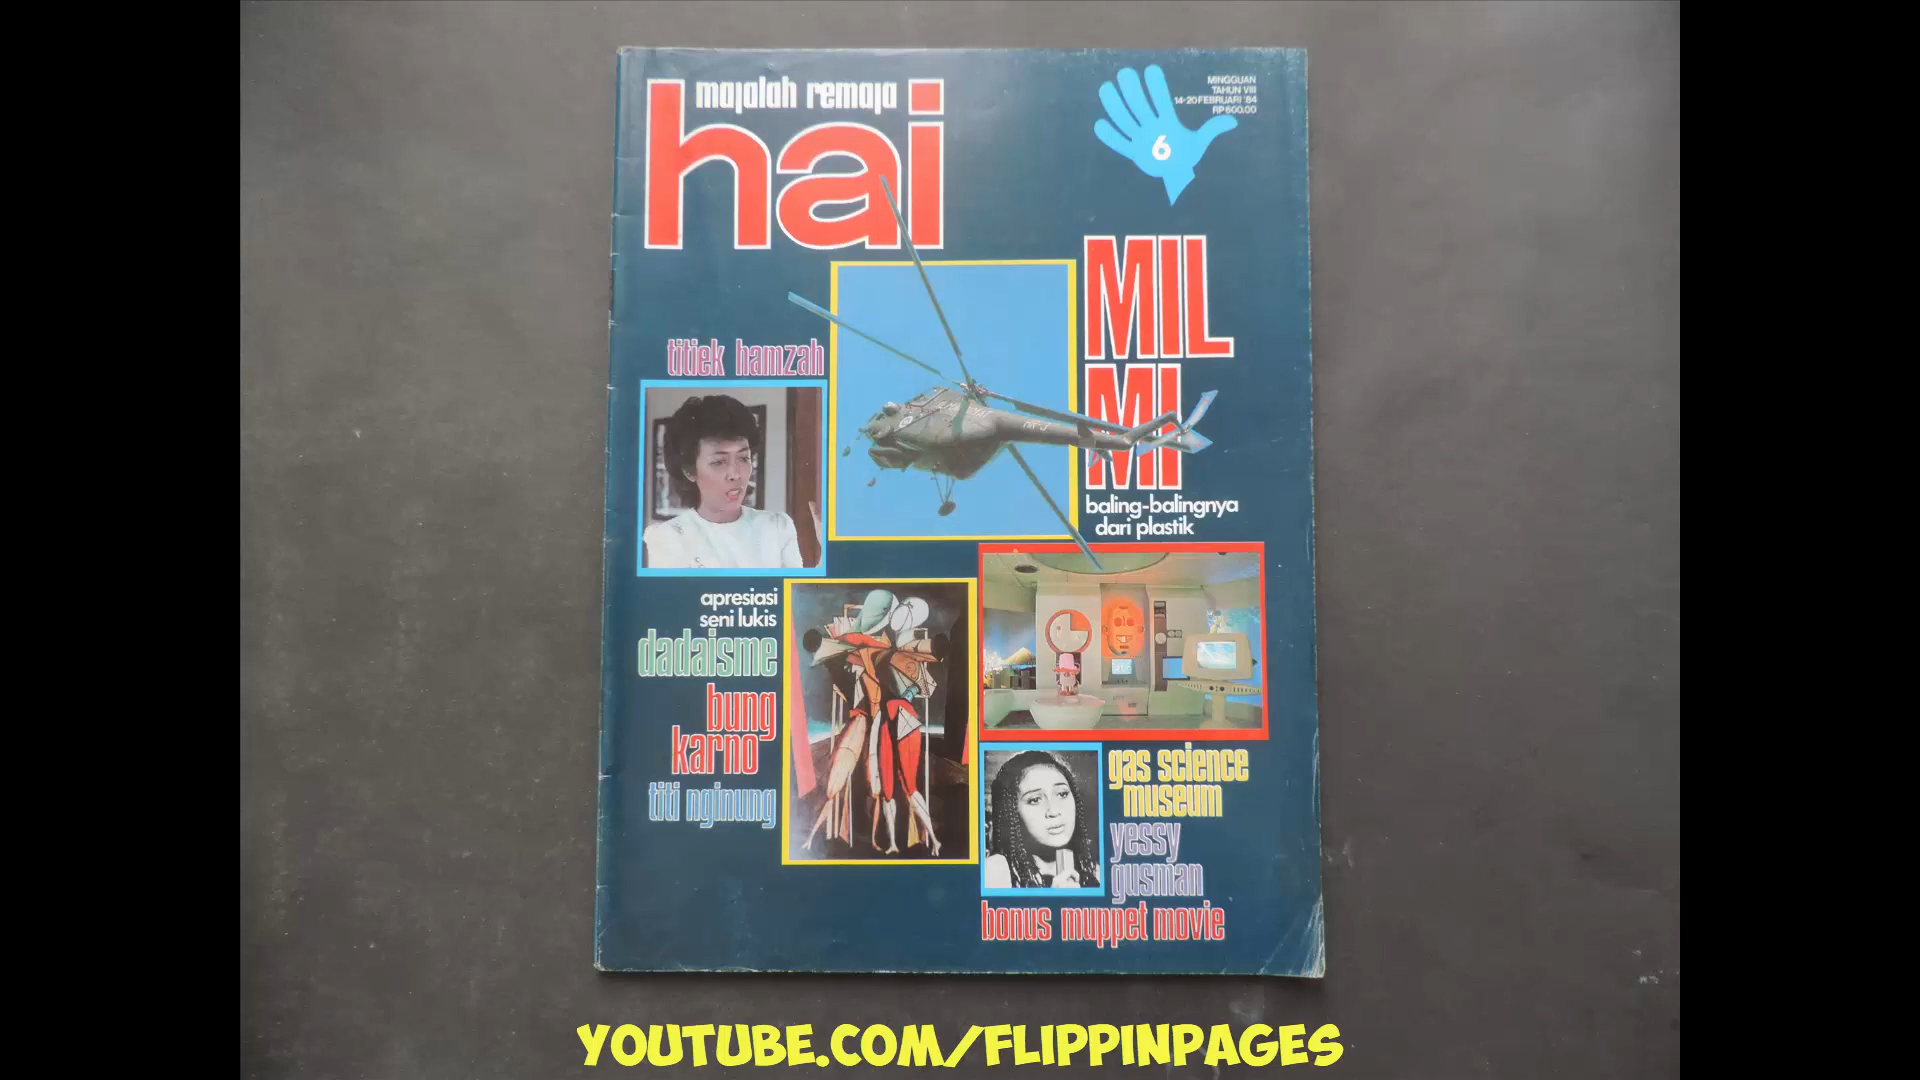 majalah remaja
hai
MINGGUAN
TAHUN VIII
14-20 FEBRUARI '84
RP 600.00
6
MIL
MI
baling-balingnya
dari plastik
titiek hamzah
apresiasi
seni lukis
dadaisme
bung
karno
titi nginung
gas science
museum
yessy
gusman
bonus muppet movie
YOUTUBE.COM/FLIPPINPAGES